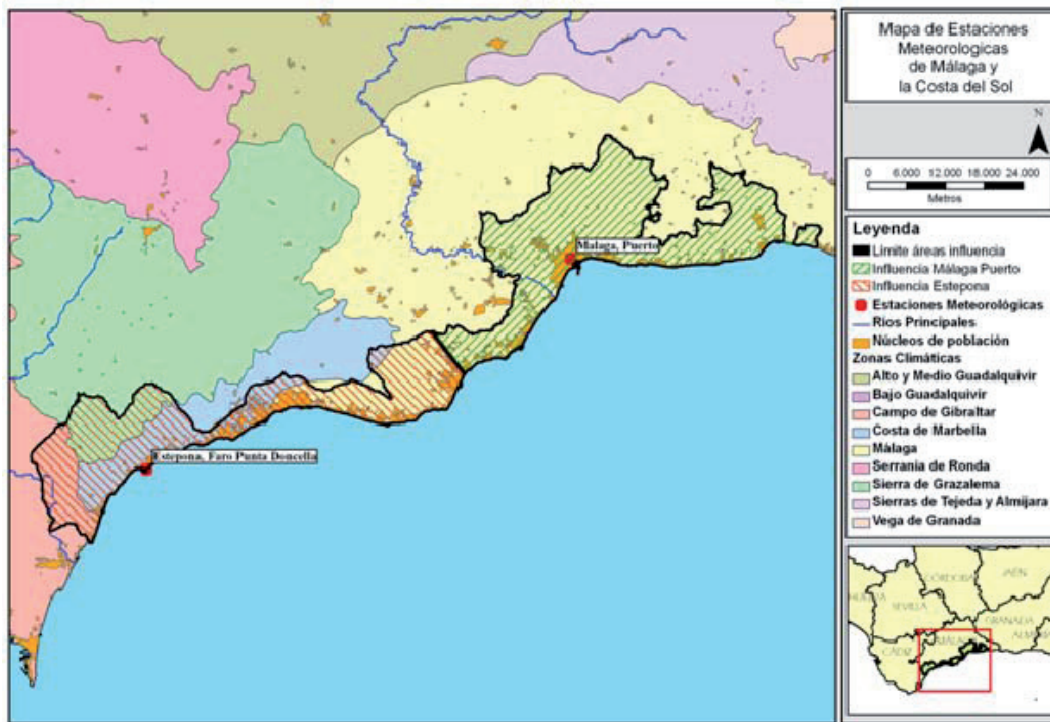 Mapa de Estaciones
Meteorologicas
de Málaga y
la Costa del Sol
N
0 6.000 12.000 18.000 24.000
Metros
Leyenda
Limite áreas influencia
Influencia Málaga Puerto
Influencia Estepona
Estaciones Meteorológicas
Rios Principales
Núcleos de población
Zonas Climáticas
Alto y Medio Guadalquivir
Bajo Guadalquivir
Campo de Gibraltar
Costa de Marbella
Málaga
Serrania de Ronda
Sierra de Grazalema
Sierras de Tejeda y Almijara
Vega de Granada
Malaga, Puerto
Estepona, Faro Punta Doncella
CÓRDOBA
JAÉN
HUELVA
SEVILLA
GRANADA
ALMERÍA
MÁLAGA
CÁDIZ